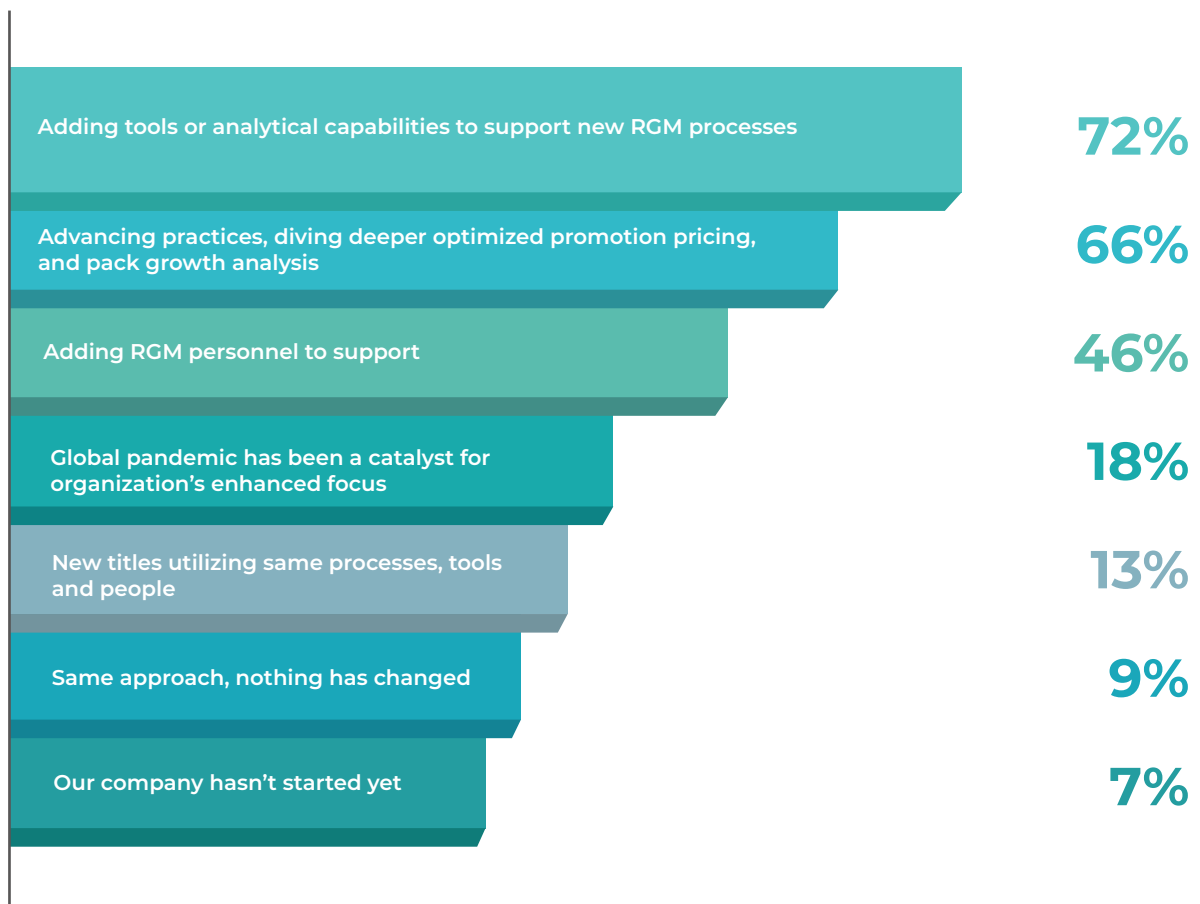 Adding tools or analytical capabilities to support new RGM processes
72%
Advancing practices, diving deeper optimized promotion pricing,
and pack growth analysis
66%
Adding RGM personnel to support
46%
Global pandemic has been a catalyst for
organization’s enhanced focus
18%
New titles utilizing same processes, tools
and people
13%
Same approach, nothing has changed
9%
Our company hasn’t started yet
7%